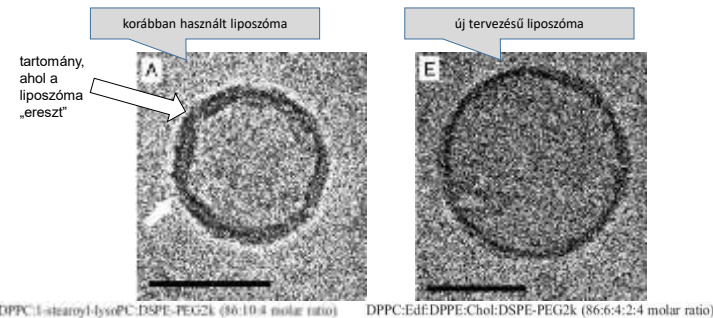 korábban használt liposzóma
új tervezésű liposzóma
tartomány,
ahol a
liposzóma
„ereszt”
A
E
DPPC:1-stearoyl-lysoPC:DSPE-PEG2k (86:10:4 molar ratio)
DPPC:Edf:DPPE:Chol:DSPE-PEG2k (86:6:4:2:4 molar ratio)